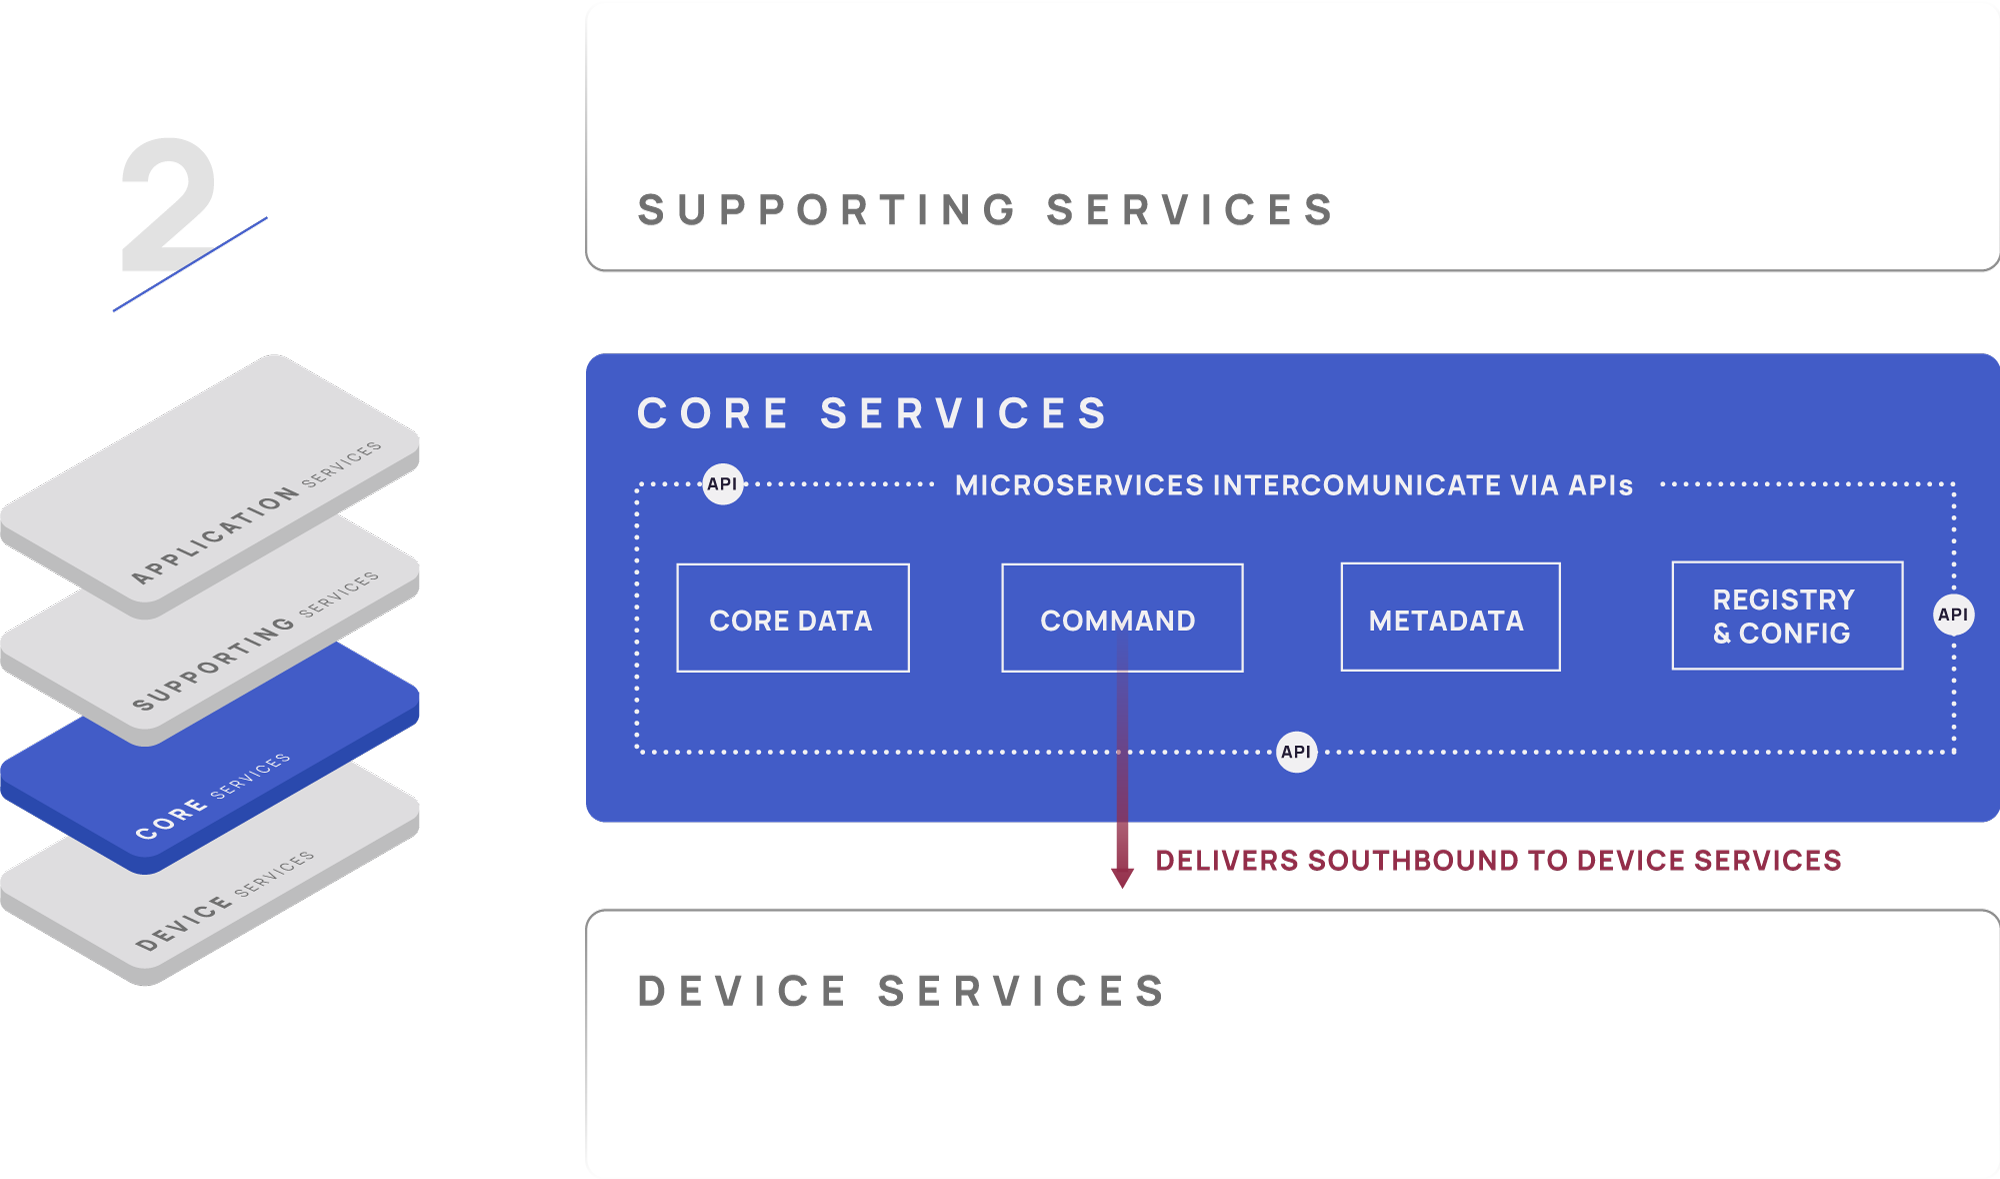 2
APPLICATION SERVICES
SUPPORTING SERVICES
CORE SERVICES
DEVICE SERVICES
SUPPORTING SERVICES
CORE SERVICES
API
MICROSERVICES INTERCOMUNICATE VIA APIs
CORE DATA
COMMAND
METADATA
REGISTRY
& CONFIG
API
API
DELIVERS SOUTHBOUND TO DEVICE SERVICES
DEVICE SERVICES